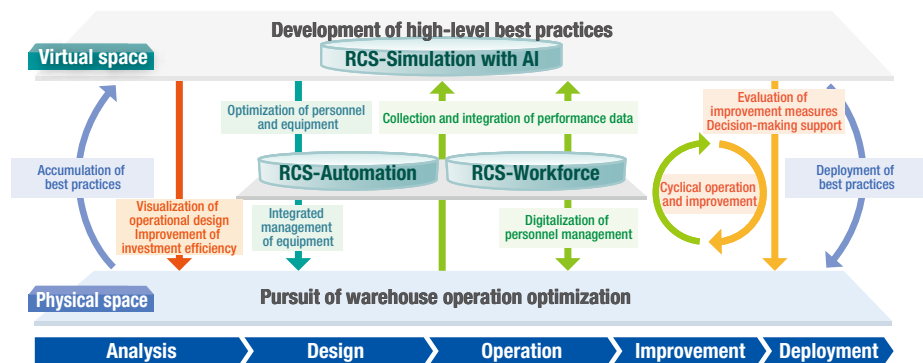 Development of high-level best practices
Virtual space
RCS-Simulation with AI
Optimization of personnel
and equipment
Collection and integration of performance data
Evaluation of
improvement measures
Decision-making support
Accumulation of
best practices
RCS-Automation
RCS-Workforce
Cyclical operation
and improvement
Deployment
of best practices
Visualization of
operational design
Improvement of
investment efficiency
Integrated
management
of equipment
Digitalization of
personnel management
Physical space
Pursuit of warehouse operation optimization
Analysis
Design
Operation
Improvement
Deployment